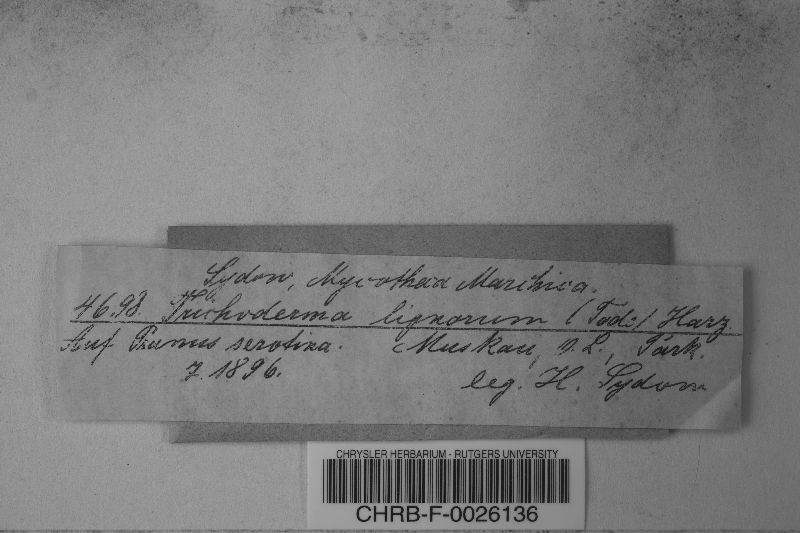 Sydow, Mycotheca Marchica.
4698. Trichoderma lignorum (Tode) Harz.
Auf Prunus serotina. Muskau, O.L., Park.
7. 1896. leg. H. Sydow
CHRYSLER HERBARIUM - RUTGERS UNIVERSITY
CHRB-F-0026136